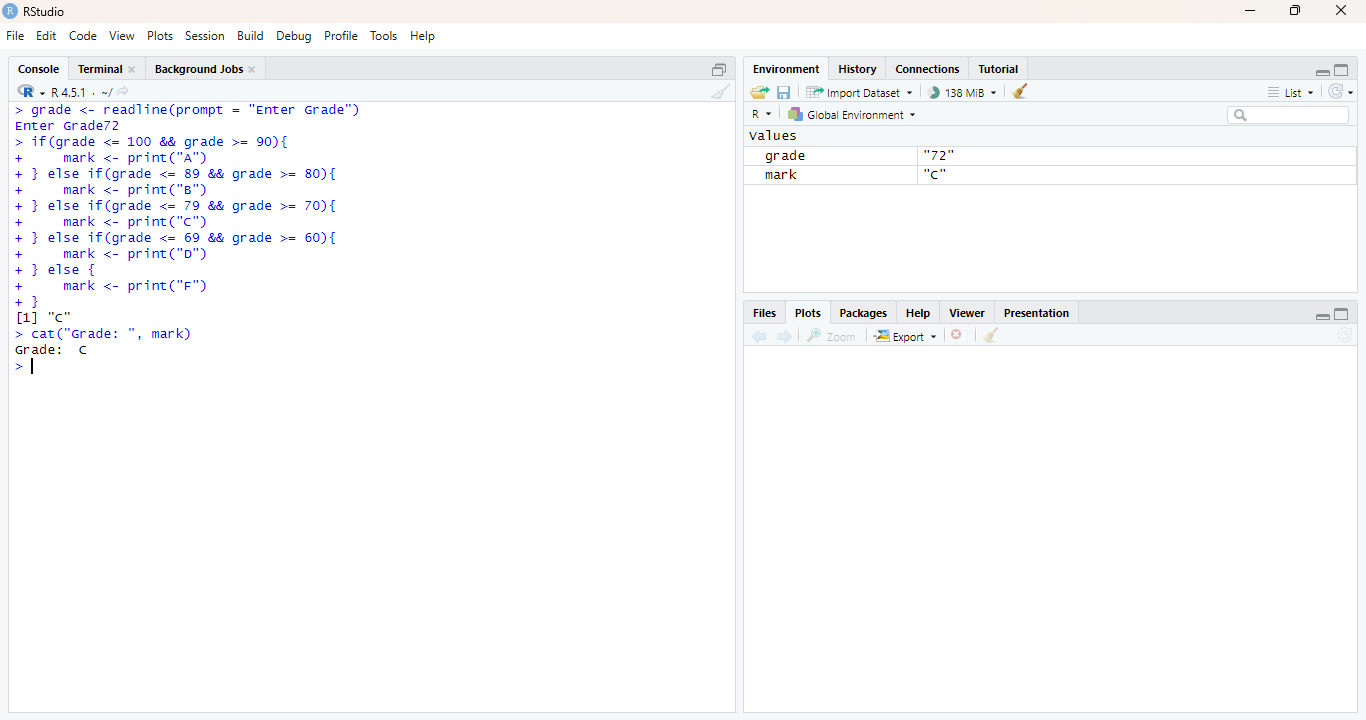 RStudio
File Edit Code View Plots Session Build Debug Profile Tools Help
Console Terminal Background Jobs
R 4.5.1 · ~/
> grade <- readline(prompt = "Enter Grade")
Enter Grade72
> if(grade <= 100 && grade >= 90){
+     mark <- print("A")
+ } else if(grade <= 89 && grade >= 80){
+     mark <- print("B")
+ } else if(grade <= 79 && grade >= 70){
+     mark <- print("C")
+ } else if(grade <= 69 && grade >= 60){
+     mark <- print("D")
+ } else {
+     mark <- print("F")
+ }
[1] "C"
> cat("Grade: ", mark)
Grade:  C
>
Environment History Connections Tutorial
Import Dataset 138 MiB List
R Global Environment
Values
grade "72"
mark "C"
Files Plots Packages Help Viewer Presentation
Zoom Export